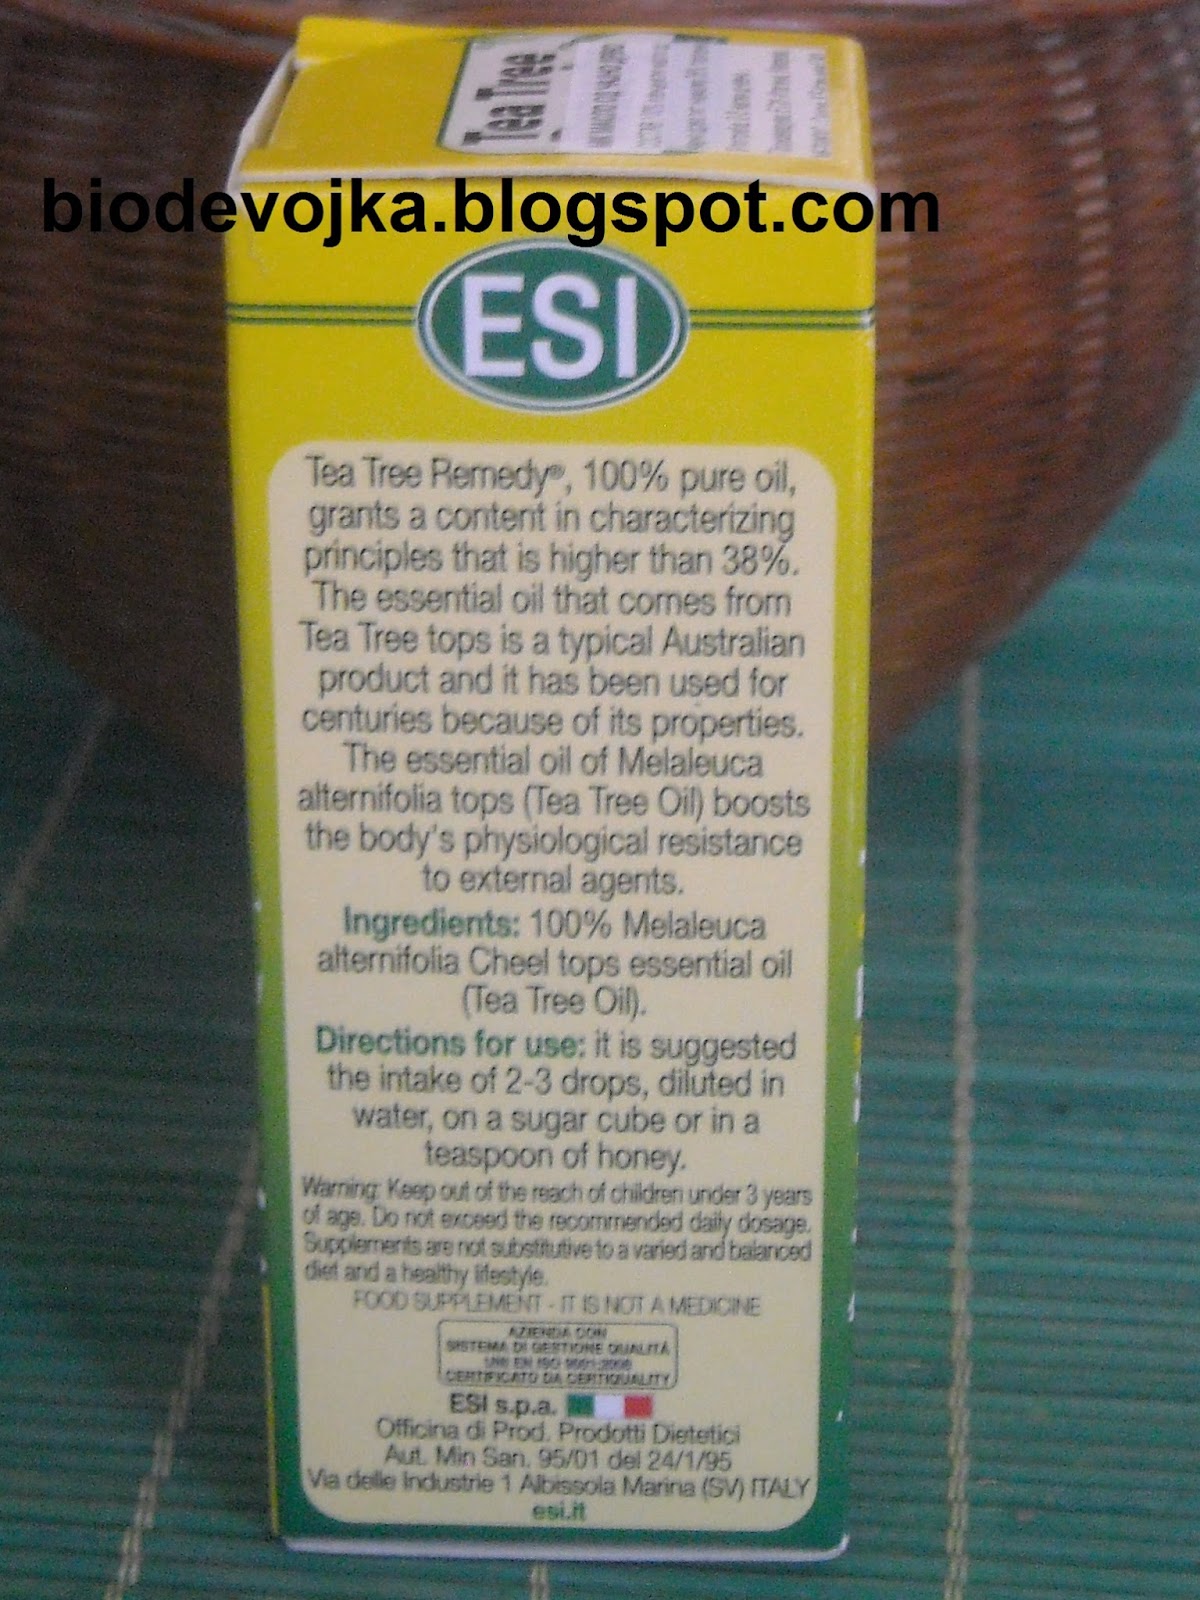 Tea Tree
biodevojka.blogspot.com
ESI
Tea Tree Remedy®, 100% pure oil,
grants a content in characterizing
principles that is higher than 38%.
The essential oil that comes from
Tea Tree tops is a typical Australian
product and it has been used for
centuries because of its properties.
The essential oil of Melaleuca
alternifolia tops (Tea Tree Oil) boosts
the body's physiological resistance
to external agents.
Ingredients: 100% Melaleuca
alternifolia Cheel tops essential oil
(Tea Tree Oil).
Directions for use: it is suggested
the intake of 2-3 drops, diluted in
water, on a sugar cube or in a
teaspoon of honey.
Warning: Keep out of the reach of children under 3 years
of age. Do not exceed the recommended daily dosage.
Supplements are not substitutive to a varied and balanced
diet and a healthy lifestyle.
FOOD SUPPLEMENT - IT IS NOT A MEDICINE
AZIENDA CON
SISTEMA DI GESTIONE QUALITÀ
UNI EN ISO 9001:2008
CERTIFICATO DA CERTIQUALITY
ESI s.p.a.
Officina di Prod. Prodotti Dietetici
Aut. Min San. 95/01 del 24/1/95
Via delle Industrie 1 Albissola Marina (SV) ITALY
esi.it